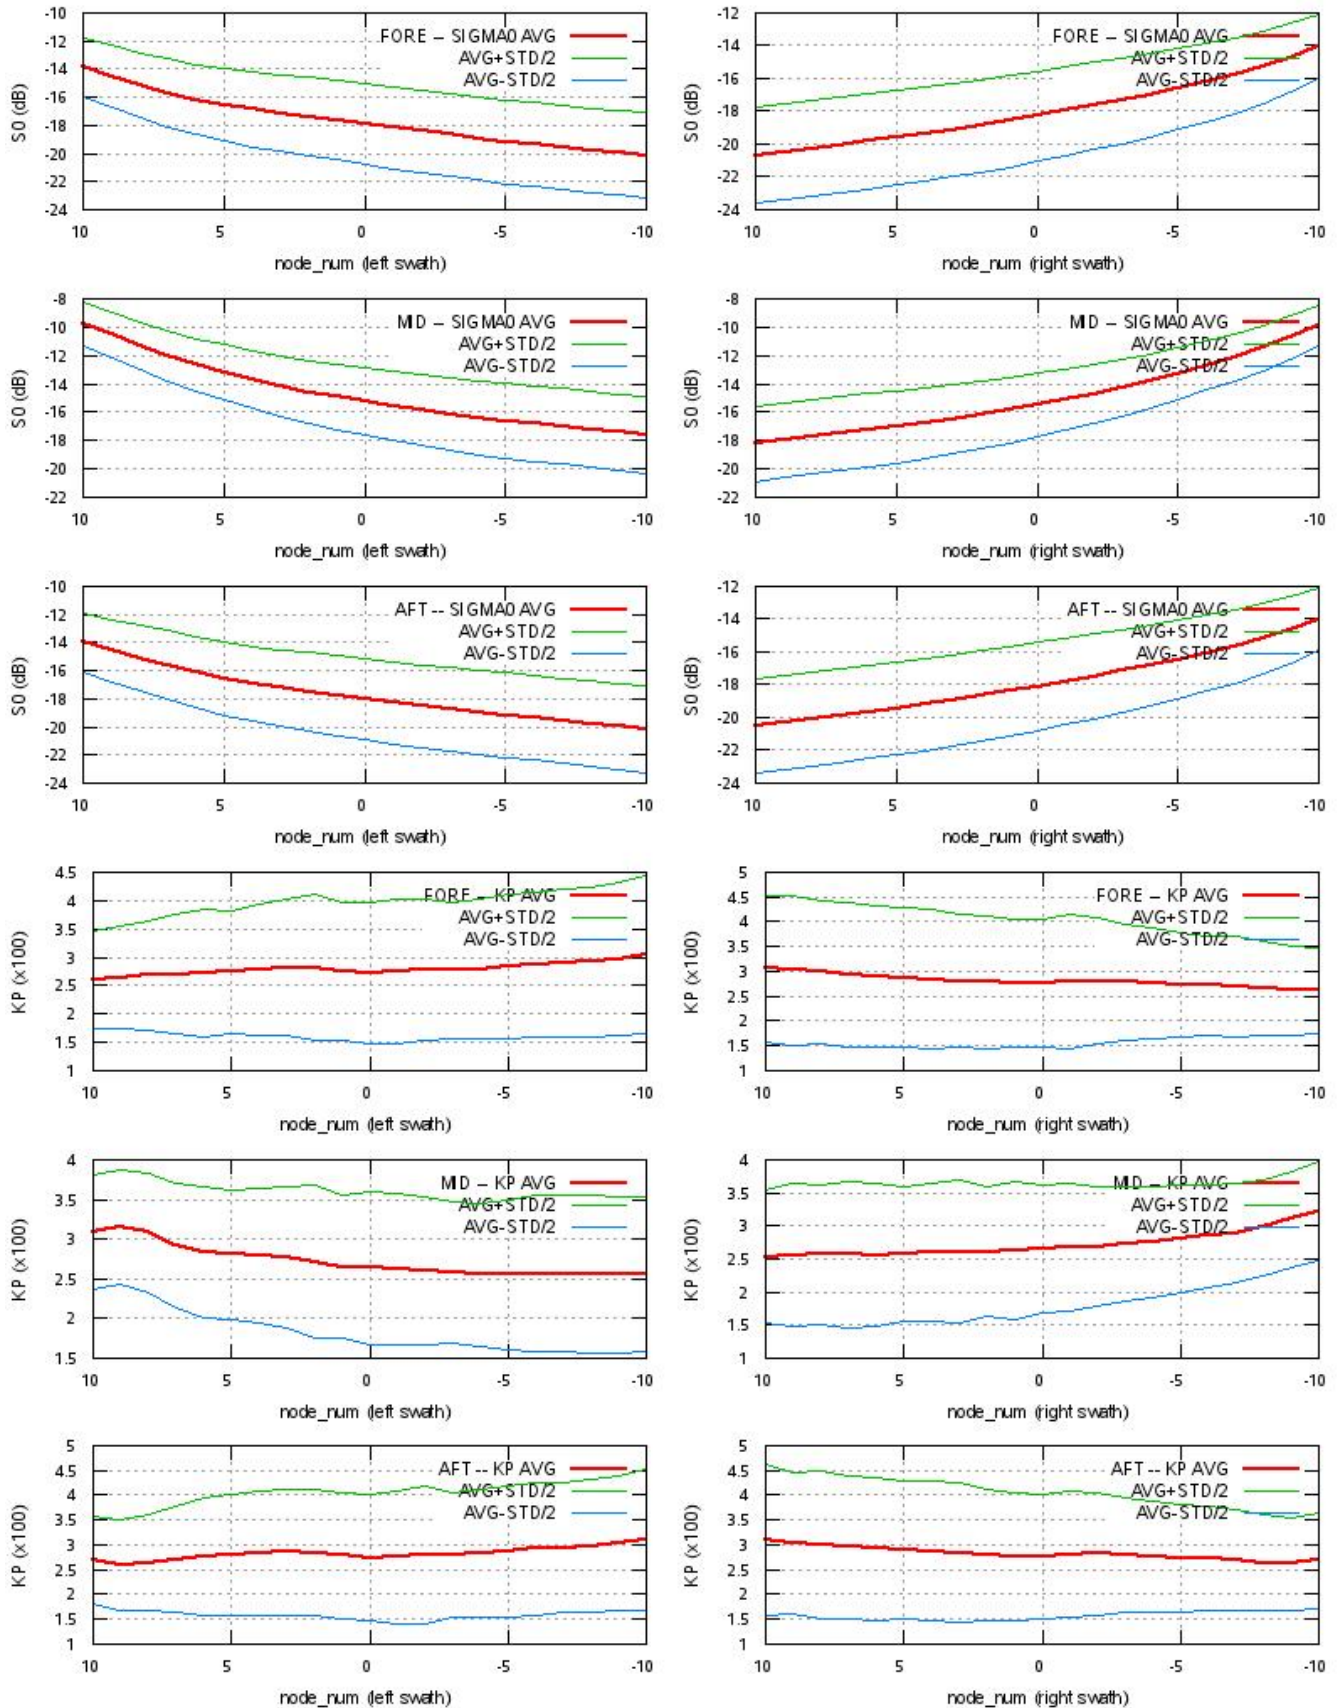 -10
-12
-14
-16
-18
-20
-22
-24
S0 (dB)
FORE -- SIGMA0 AVG
AVG+STD/2
AVG-STD/2
10 5 0 -5 -10
node_num (left swath)
-12
-14
-16
-18
-20
-22
-24
S0 (dB)
FORE -- SIGMA0 AVG
AVG+STD/2
AVG-STD/2
10 5 0 -5 -10
node_num (right swath)
-8
-10
-12
-14
-16
-18
-20
-22
S0 (dB)
MID -- SIGMA0 AVG
AVG+STD/2
AVG-STD/2
10 5 0 -5 -10
node_num (left swath)
-8
-10
-12
-14
-16
-18
-20
-22
S0 (dB)
MID -- SIGMA0 AVG
AVG+STD/2
AVG-STD/2
10 5 0 -5 -10
node_num (right swath)
-10
-12
-14
-16
-18
-20
-22
-24
S0 (dB)
AFT -- SIGMA0 AVG
AVG+STD/2
AVG-STD/2
10 5 0 -5 -10
node_num (left swath)
-12
-14
-16
-18
-20
-22
-24
S0 (dB)
AFT -- SIGMA0 AVG
AVG+STD/2
AVG-STD/2
10 5 0 -5 -10
node_num (right swath)
4.5
4
3.5
3
2.5
2
1.5
1
KP (x100)
FORE -- KP AVG
AVG+STD/2
AVG-STD/2
10 5 0 -5 -10
node_num (left swath)
5
4.5
4
3.5
3
2.5
2
1.5
1
KP (x100)
FORE -- KP AVG
AVG+STD/2
AVG-STD/2
10 5 0 -5 -10
node_num (right swath)
4
3.5
3
2.5
2
1.5
KP (x100)
MID -- KP AVG
AVG+STD/2
AVG-STD/2
10 5 0 -5 -10
node_num (left swath)
4
3.5
3
2.5
2
1.5
1
KP (x100)
MID -- KP AVG
AVG+STD/2
AVG-STD/2
10 5 0 -5 -10
node_num (right swath)
5
4.5
4
3.5
3
2.5
2
1.5
1
KP (x100)
AFT -- KP AVG
AVG+STD/2
AVG-STD/2
10 5 0 -5 -10
node_num (left swath)
5
4.5
4
3.5
3
2.5
2
1.5
1
KP (x100)
AFT -- KP AVG
AVG+STD/2
AVG-STD/2
10 5 0 -5 -10
node_num (right swath)